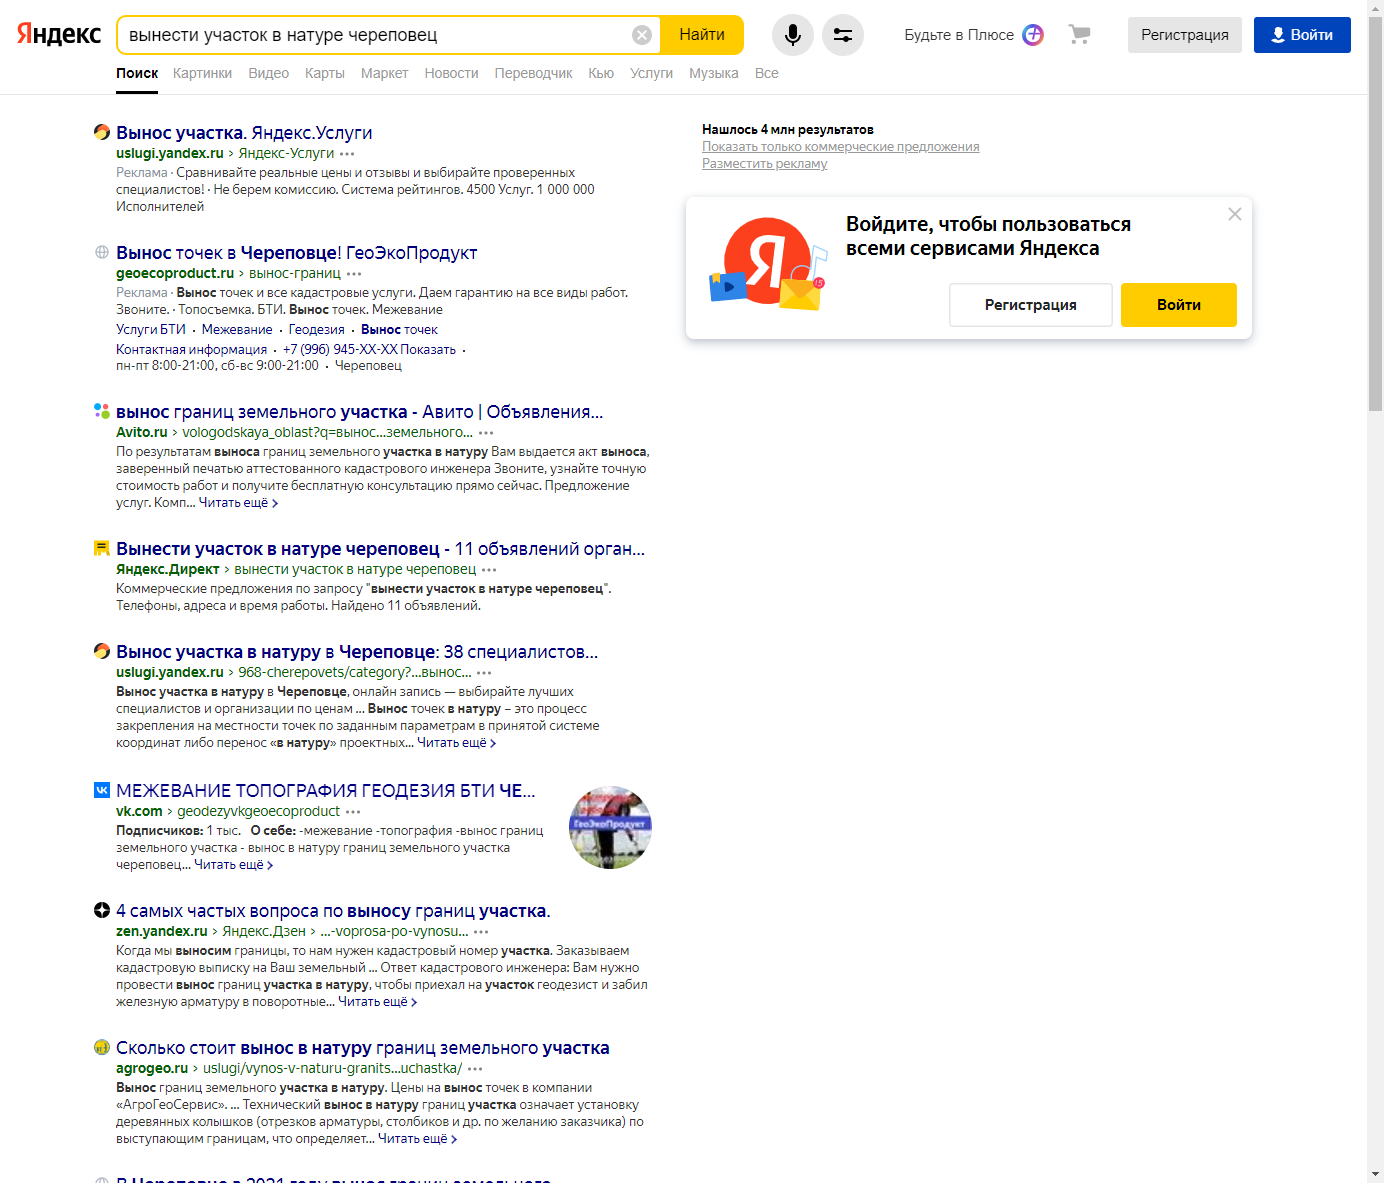 Яндекс
вынести участок в натуре череповец
Найти
Будьте в Плюсе
Регистрация
Войти
Поиск Картинки Видео Карты Маркет Новости Переводчик Кью Услуги Музыка Все
Вынос участка. Яндекс.Услуги
uslugi.yandex.ru › Яндекс-Услуги
Реклама · Сравнивайте реальные цены и отзывы и выбирайте проверенных
специалистов! · Не берем комиссию. Система рейтингов. 4500 Услуг. 1 000 000
Исполнителей
Вынос точек в Череповце! ГеоЭкоПродукт
geoecoproduct.ru › вынос-границ
Реклама · Вынос точек и все кадастровые услуги. Даем гарантию на все виды работ.
Звоните. · Топосъемка. БТИ. Вынос точек. Межевание
Услуги БТИ · Межевание · Геодезия · Вынос точек
Контактная информация · +7 (996) 945-XX-XX Показать ·
пн-пт 8:00-21:00, сб-вс 9:00-21:00 · Череповец
вынос границ земельного участка - Авито | Объявления...
Avito.ru › vologodskaya_oblast?q=вынос...земельного...
По результатам выноса границ земельного участка в натуру Вам выдается акт выноса,
заверенный печатью аттестованного кадастрового инженера Звоните, узнайте точную
стоимость работ и получите бесплатную консультацию прямо сейчас. Предложение
услуг. Комп... Читать ещё ›
Вынести участок в натуре череповец - 11 объявлений орган...
Яндекс.Директ › вынести участок в натуре череповец
Коммерческие предложения по запросу "вынести участок в натуре череповец".
Телефоны, адреса и время работы. Найдено 11 объявлений.
Вынос участка в натуру в Череповце: 38 специалистов...
uslugi.yandex.ru › 968-cherepovets/category?...вынос...
Вынос участка в натуру в Череповце, онлайн запись — выбирайте лучших
специалистов и организации по ценам ... Вынос точек в натуру – это процесс
закрепления на местности точек по заданным параметрам в принятой системе
координат либо перенос «в натуру» проектных... Читать ещё ›
МЕЖЕВАНИЕ ТОПОГРАФИЯ ГЕОДЕЗИЯ БТИ ЧЕ...
vk.com › geodezyvkgeoecoproduct
Подписчиков: 1 тыс. О себе: -межевание -топография -вынос границ
земельного участка - вынос в натуру границ земельного участка
череповец... Читать ещё ›
ГеоЭкоПродукт
4 самых частых вопроса по выносу границ участка.
zen.yandex.ru › Яндекс.Дзен › ...-voprosa-po-vynosu...
Когда мы выносим границы, то нам нужен кадастровый номер участка. Заказываем
кадастровую выписку на Ваш земельный ... Ответ кадастрового инженера: Вам нужно
провести вынос границ участка в натуру, чтобы приехал на участок геодезист и забил
железную арматуру в поворотные... Читать ещё ›
Сколько стоит вынос в натуру границ земельного участка
agrogeo.ru › uslugi/vynos-v-naturu-granits...uchastka/
Вынос границ земельного участка в натуру. Цены на вынос точек в компании
«АгроГеоСервис». ... Технический вынос в натуру границ участка означает установку
деревянных колышков (отрезков арматуры, столбиков и др. по желанию заказчика) по
выступающим границам, что определяет... Читать ещё ›
В Череповце в 2021 году вынос границ земельного
Нашлось 4 млн результатов
Показать только коммерческие предложения
Разместить рекламу
Войдите, чтобы пользоваться
всеми сервисами Яндекса
Регистрация
Войти